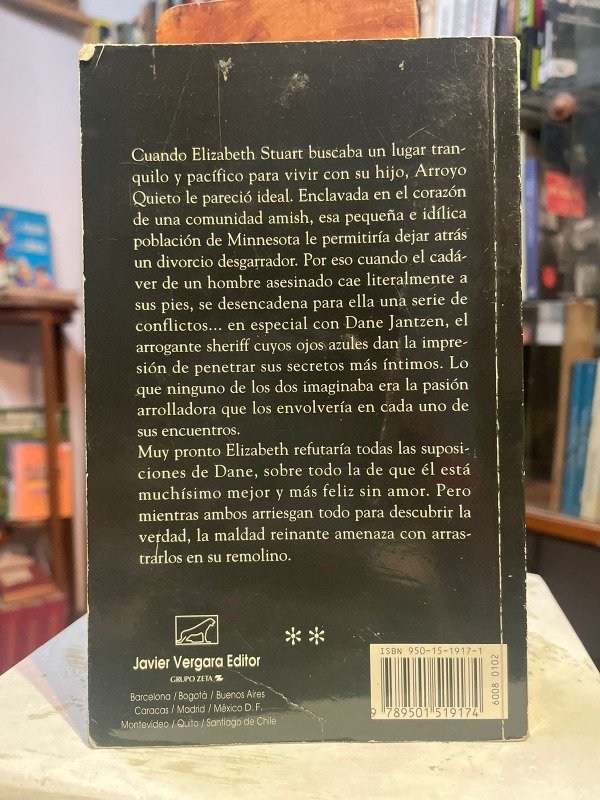 Cuando Elizabeth Stuart buscaba un lugar tran-
quilo y pacífico para vivir con su hijo, Arroyo
Quieto le pareció ideal. Enclavada en el corazón
de una comunidad amish, esa pequeña e idílica
población de Minnesota le permitiría dejar atrás
un divorcio desgarrador. Por eso cuando el cadá-
ver de un hombre asesinado cae literalmente a
sus pies, se desencadena para ella una serie de
conflictos... en especial con Dane Jantzen, el
arrogante sheriff cuyos ojos azules dan la impre-
sión de penetrar sus secretos más íntimos. Lo
que ninguno de los dos imaginaba era la pasión
arrolladora que los envolvería en cada uno de
sus encuentros.
Muy pronto Elizabeth refutaría todas las suposi-
ciones de Dane, sobre todo la de que él está
muchísimo mejor y más feliz sin amor. Pero
mientras ambos arriesgan todo para descubrir la
verdad, la maldad reinante amenaza con arras-
trarlos en su remolino.
Javier Vergara Editor
GRUPO ZETA
Barcelona / Bogotá / Buenos Aires
Caracas / Madrid / México D. F.
Montevideo / Quito / Santiago de Chile
**
ISBN 950-15-1917-1
9 789501 519174
6008 0102